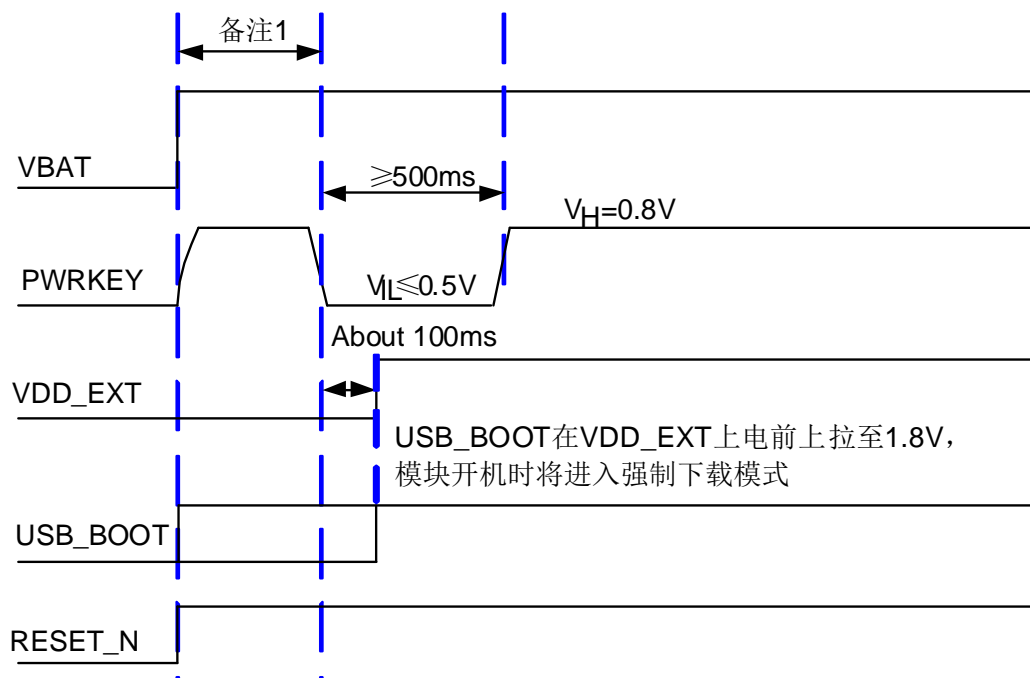 备注1
VBAT
≥500ms
VH=0.8V
PWRKEY
VIL≤0.5V
About 100ms
VDD_EXT
USB_BOOT在VDD_EXT上电前上拉至1.8V，
模块开机时将进入强制下载模式
USB_BOOT
RESET_N